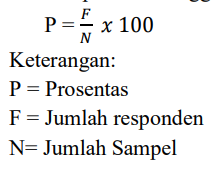 P = F/N x 100
Keterangan:
P = Prosentas
F = Jumlah responden
N= Jumlah Sampel